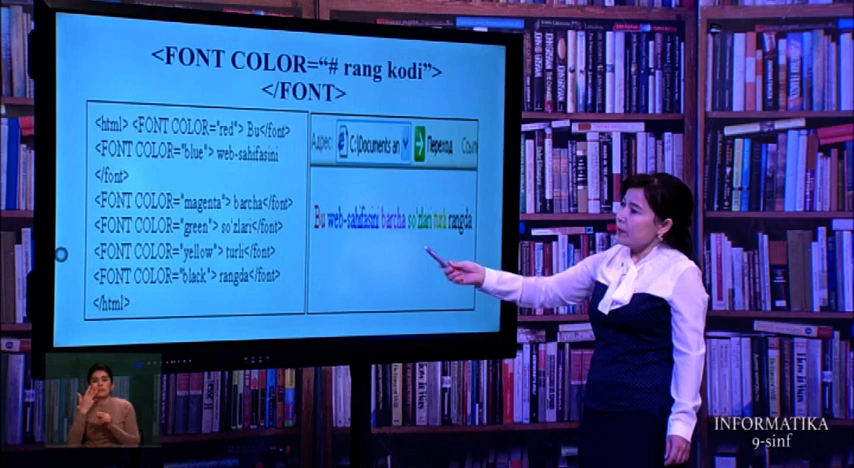 <FONT COLOR=“# rang kodi”>
</FONT>
<html> <FONT COLOR="red"> Bu</font>
<FONT COLOR="blue"> web-sahifasini
</font>
<FONT COLOR="magenta"> barcha</font>
<FONT COLOR="green"> so'zlari</font>
<FONT COLOR="yellow"> turli</font>
<FONT COLOR="black"> rangda</font>
</html>
Адрес: C:\Documents an Переход Ссыл
Bu web-sahifasini barcha so'zlari turli rangda
INFORMATIKA
9-sinf